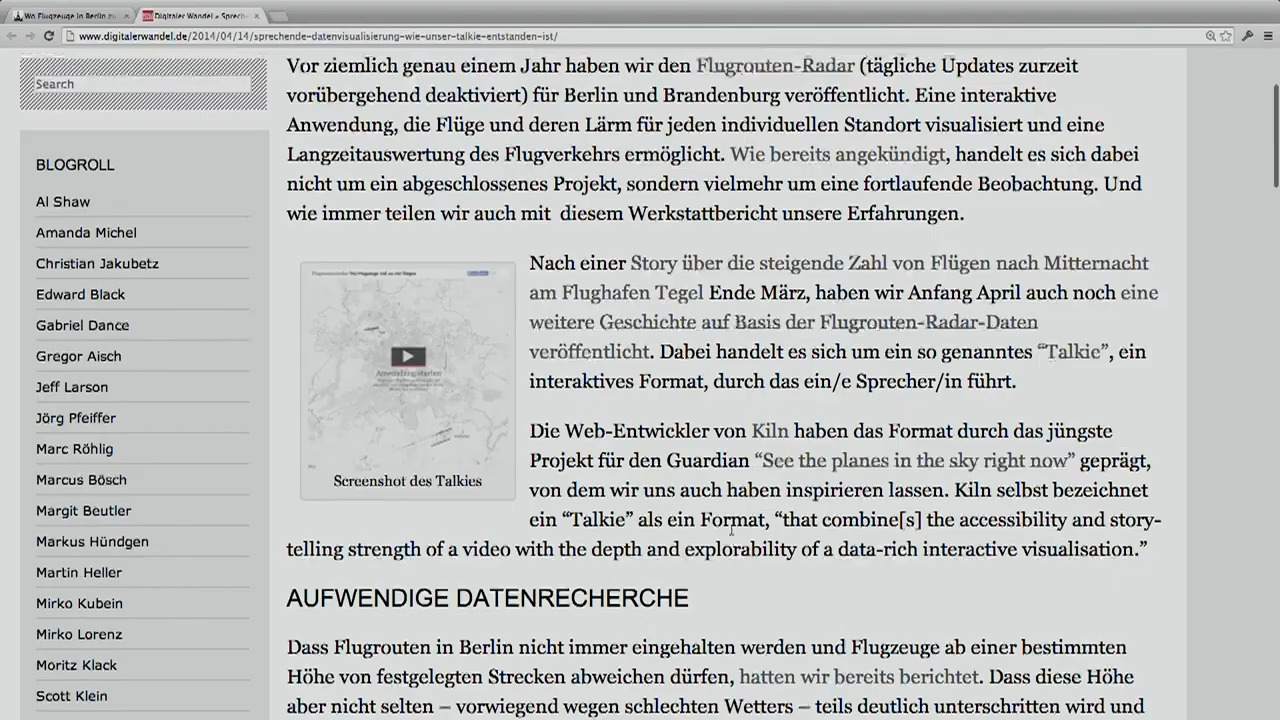 Wo Flugzeuge in Berlin zu
Digitaler Wandel » Sprech
www.digitalerwandel.de/2014/04/14/sprechende-datenvisualisierung-wie-unser-talkie-entstanden-ist/
Search
BLOGROLL
Al Shaw
Amanda Michel
Christian Jakubetz
Edward Black
Gabriel Dance
Gregor Aisch
Jeff Larson
Jörg Pfeiffer
Marc Röhlig
Marcus Bösch
Margit Beutler
Markus Hündgen
Martin Heller
Mirko Kubein
Mirko Lorenz
Moritz Klack
Scott Klein
Vor ziemlich genau einem Jahr haben wir den Flugrouten-Radar (tägliche Updates zurzeit
vorübergehend deaktiviert) für Berlin und Brandenburg veröffentlicht. Eine interaktive
Anwendung, die Flüge und deren Lärm für jeden individuellen Standort visualisiert und eine
Langzeitauswertung des Flugverkehrs ermöglicht. Wie bereits angekündigt, handelt es sich dabei
nicht um ein abgeschlossenes Projekt, sondern vielmehr um eine fortlaufende Beobachtung. Und
wie immer teilen wir auch mit diesem Werkstattbericht unsere Erfahrungen.
Screenshot des Talkies
Nach einer Story über die steigende Zahl von Flügen nach Mitternacht
am Flughafen Tegel Ende März, haben wir Anfang April auch noch eine
weitere Geschichte auf Basis der Flugrouten-Radar-Daten
veröffentlicht. Dabei handelt es sich um ein so genanntes “Talkie”, ein
interaktives Format, durch das ein/e Sprecher/in führt.
Die Web-Entwickler von Kiln haben das Format durch das jüngste
Projekt für den Guardian “See the planes in the sky right now” geprägt,
von dem wir uns auch haben inspirieren lassen. Kiln selbst bezeichnet
ein “Talkie” als ein Format, “that combine[s] the accessibility and story-
telling strength of a video with the depth and explorability of a data-rich interactive visualisation.”
AUFWENDIGE DATENRECHERCHE
Dass Flugrouten in Berlin nicht immer eingehalten werden und Flugzeuge ab einer bestimmten
Höhe von festgelegten Strecken abweichen dürfen, hatten wir bereits berichtet. Dass diese Höhe
aber nicht selten – vorwiegend wegen schlechten Wetters – teils deutlich unterschritten wird und